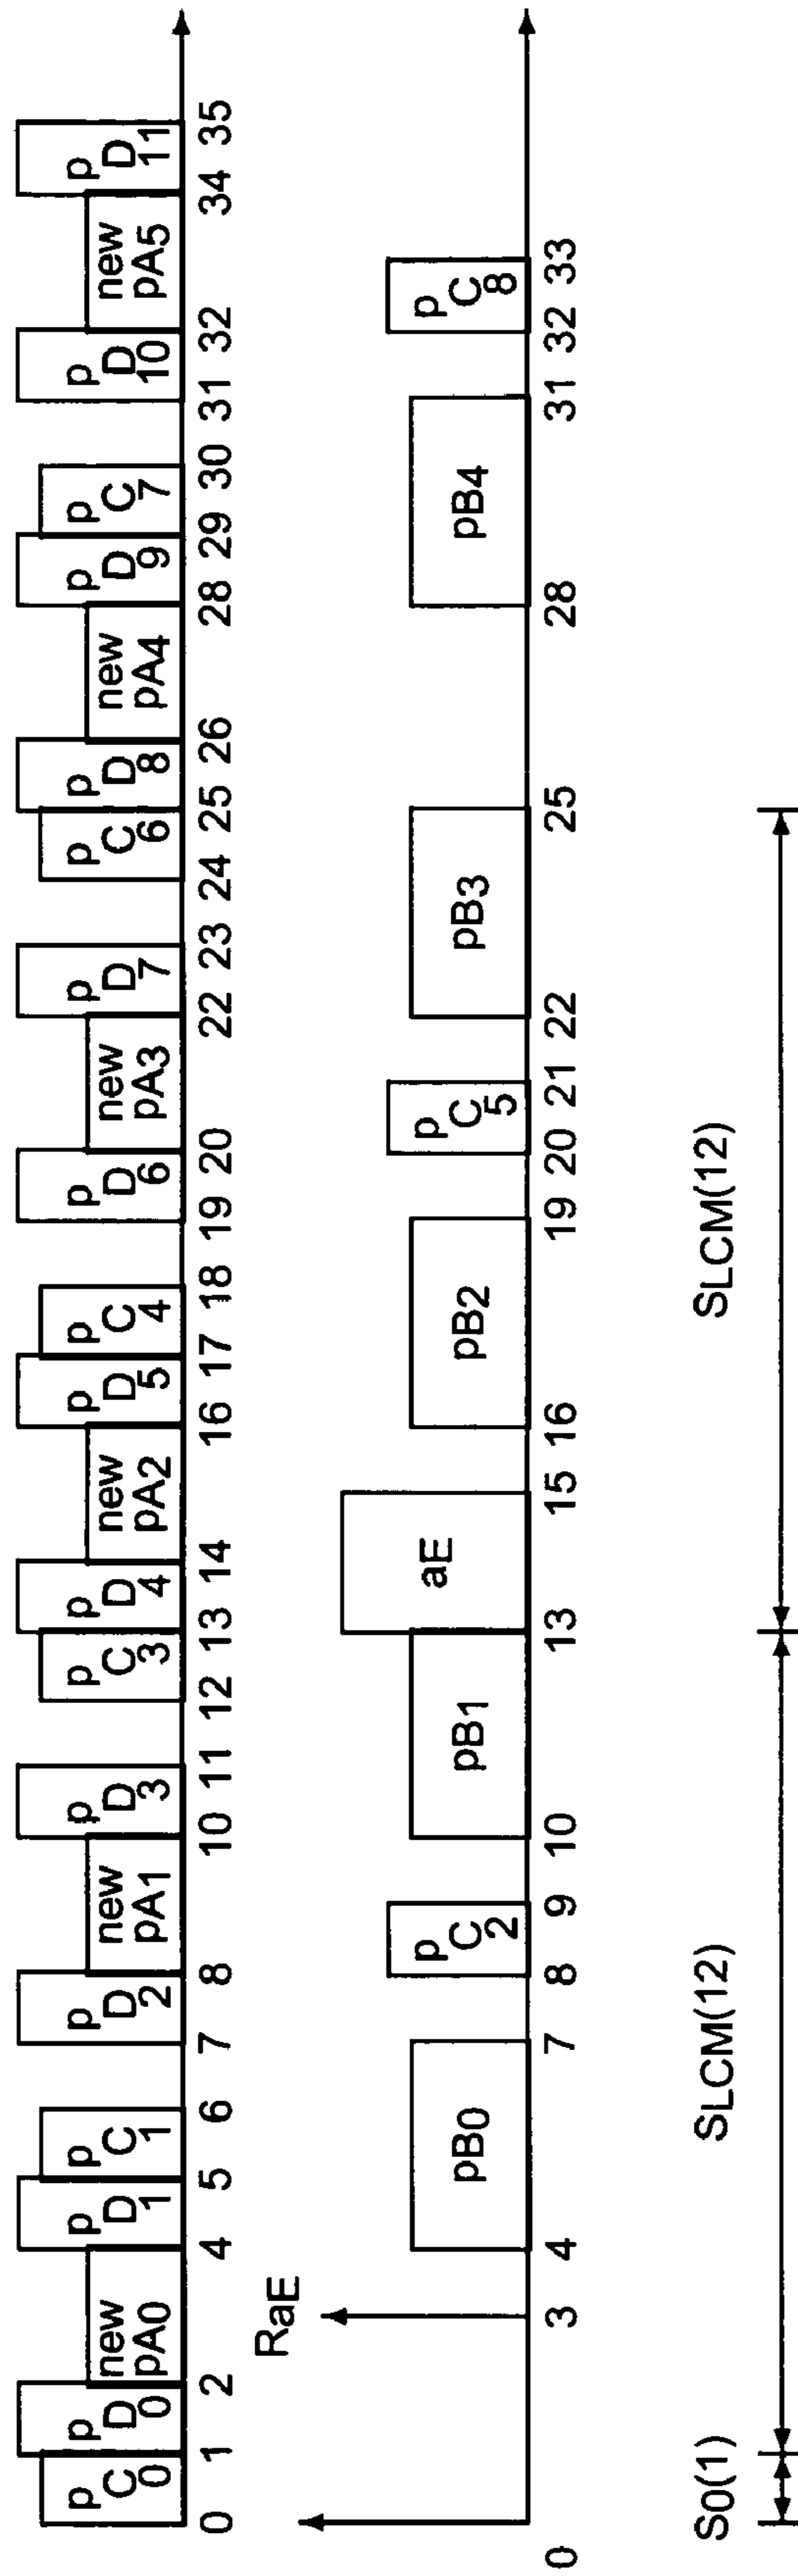 p C 0
p D 0
new pA0
p D 1
p C 1
p D 2
new pA1
p D 3
p C 3
p D 4
new pA2
p D 5
p C 4
p D 6
new pA3
p D 7
p C 6
p D 8
new pA4
p D 9
p C 7
p D 10
new pA5
p D 11
0 1 2 4 5 6 7 8 10 11 12 13 14 16 17 18 19 20 22 23 24 25 26 28 29 30 31 32 34 35
RaE
pB0
p C 2
pB1
aE
pB2
p C 5
pB3
pB4
p C 8
0 3 4 7 8 9 10 13 15 16 19 20 21 22 25 28 31 32 33
S0(1) SLCM(12) SLCM(12)